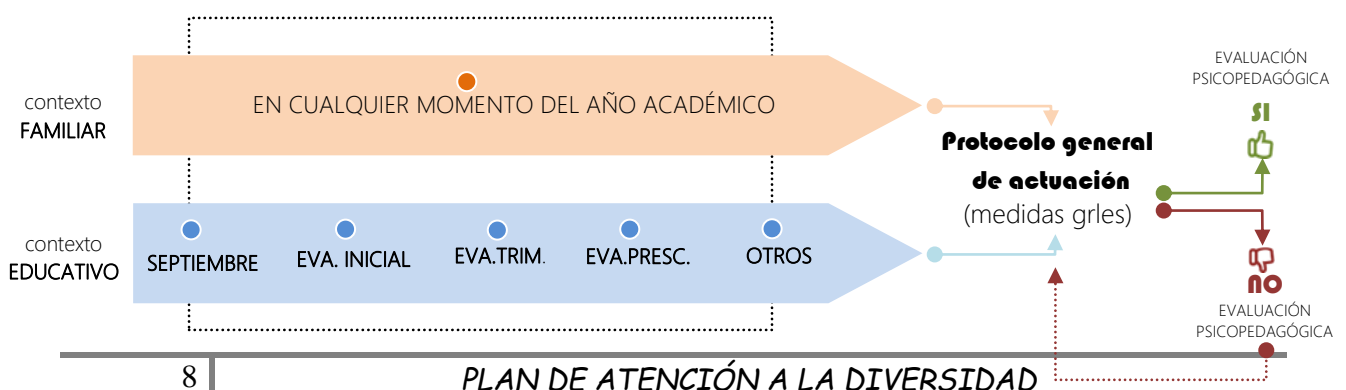 contexto
FAMILIAR
EN CUALQUIER MOMENTO DEL AÑO ACADÉMICO
contexto
EDUCATIVO
SEPTIEMBRE
EVA. INICIAL
EVA.TRIM.
EVA.PRESC.
OTROS
Protocolo general
de actuación
(medidas grles)
EVALUACIÓN
PSICOPEDAGÓGICA
SI
NO
EVALUACIÓN
PSICOPEDAGÓGICA
8
PLAN DE ATENCIÓN A LA DIVERSIDAD